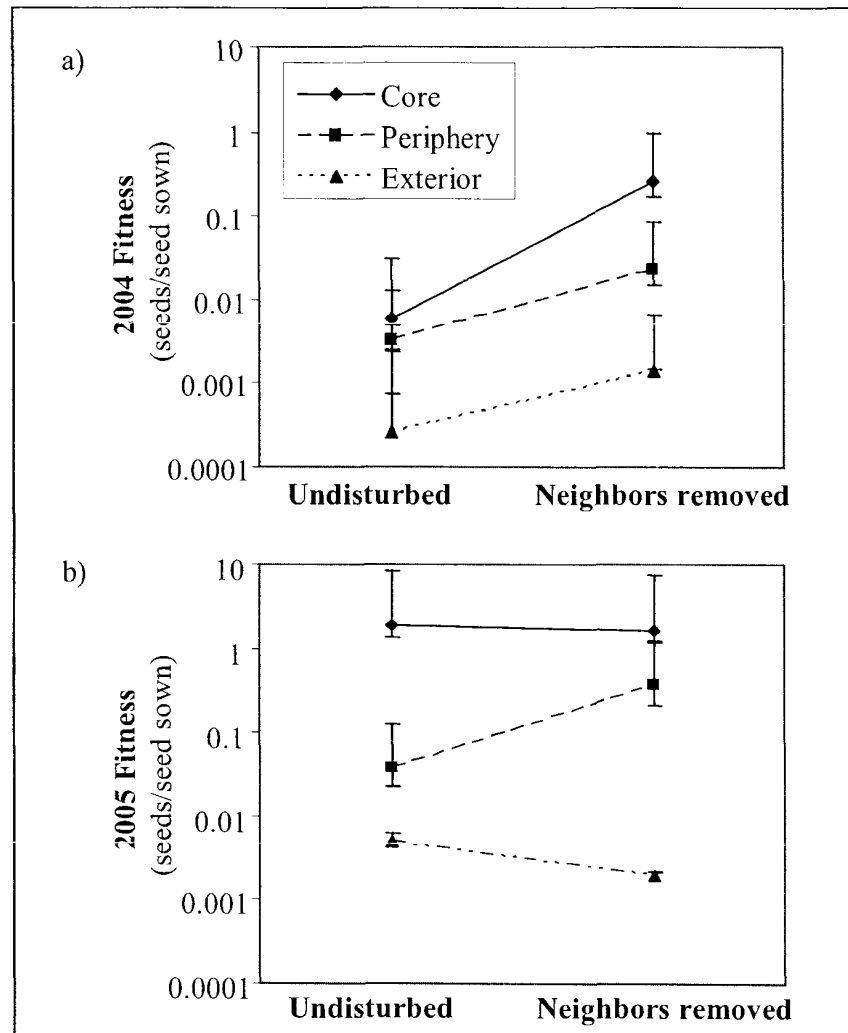 a)
10
1
0.1
0.01
0.001
0.0001
2004 Fitness
(seeds/seed sown)
Core
Periphery
Exterior
Undisturbed Neighbors removed
b)
10
1
0.1
0.01
0.001
0.0001
2005 Fitness
(seeds/seed sown)
Undisturbed Neighbors removed